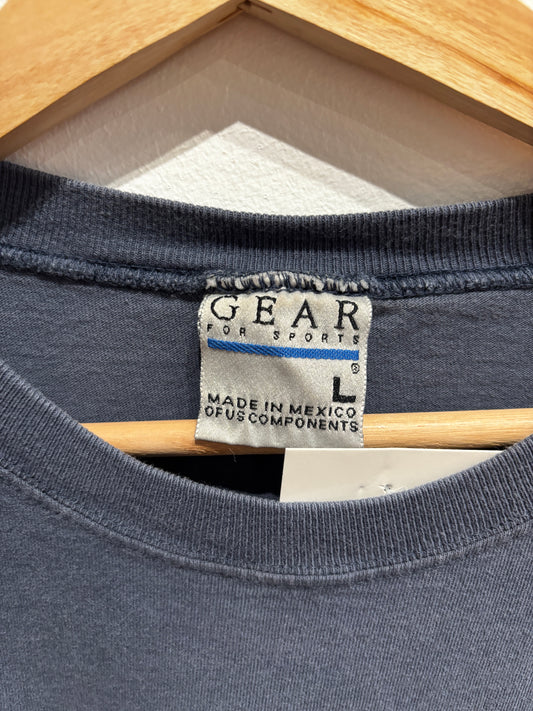 GEAR
FOR SPORTS
®
L
MADE IN MEXICO
OF US COMPONENTS